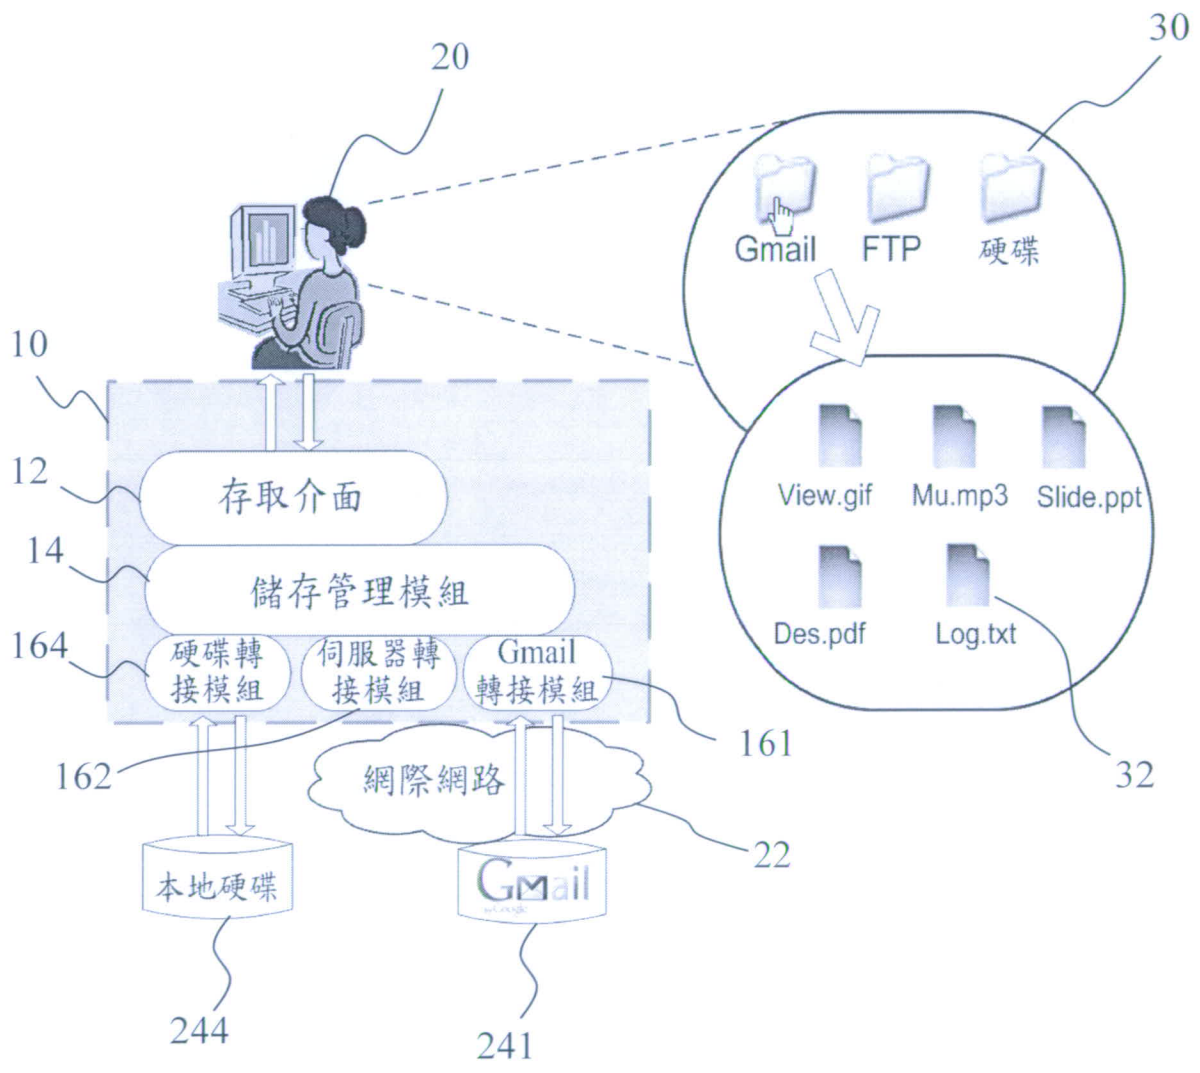 30
20
Gmail
FTP
硬碟
10
12
存取介面
View.gif
Mu.mp3
Slide.ppt
14
儲存管理模組
Des.pdf
Log.txt
164
硬碟轉
接模組
伺服器轉
接模組
Gmail
轉接模組
161
162
網際網路
32
22
本地硬碟
Gmail
by Google
244
241